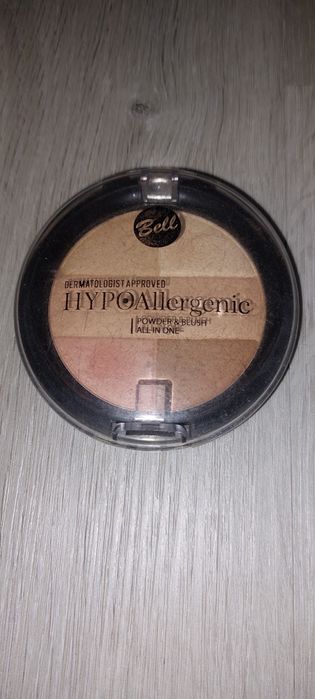 Bell
DERMATOLOGIST APPROVED
HYPOAllergenic
POWDER & BLUSH
ALL IN ONE